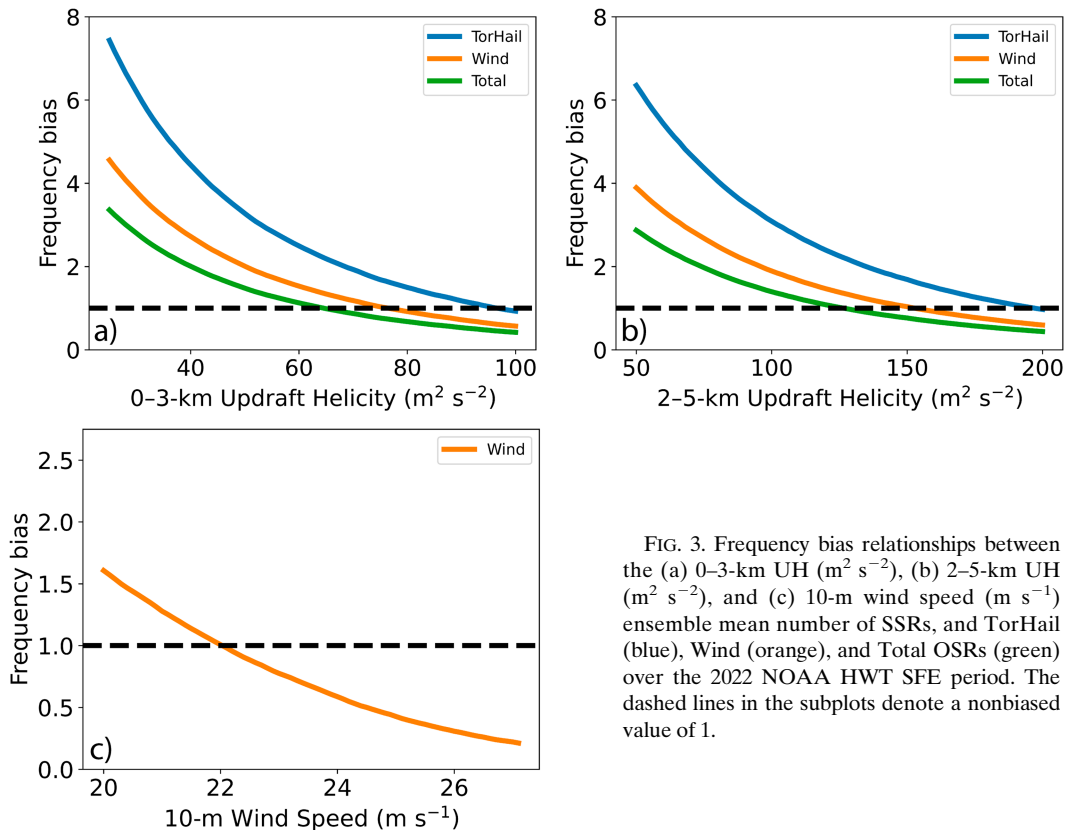 8
6
4
2
0
Frequency bias
TorHail
Wind
Total
a)
40
60
80
100
0–3-km Updraft Helicity (m² s⁻²)
8
6
4
2
0
Frequency bias
TorHail
Wind
Total
b)
50
100
150
200
2–5-km Updraft Helicity (m² s⁻²)
2.5
2.0
1.5
1.0
0.5
0.0
Frequency bias
Wind
c)
20
22
24
26
10-m Wind Speed (m s⁻¹)
FIG. 3. Frequency bias relationships between
the (a) 0–3-km UH (m² s⁻²), (b) 2–5-km UH
(m² s⁻²), and (c) 10-m wind speed (m s⁻¹)
ensemble mean number of SSRs, and TorHail
(blue), Wind (orange), and Total OSRs (green)
over the 2022 NOAA HWT SFE period. The
dashed lines in the subplots denote a nonbiased
value of 1.